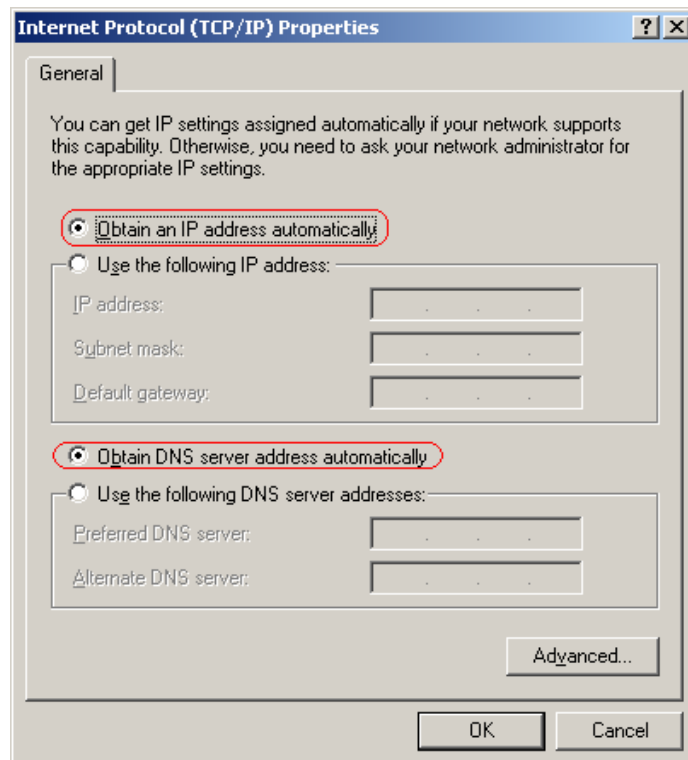 Internet Protocol (TCP/IP) Properties
General
You can get IP settings assigned automatically if your network supports
this capability. Otherwise, you need to ask your network administrator for
the appropriate IP settings.
Obtain an IP address automatically
Use the following IP address:
IP address:
Subnet mask:
Default gateway:
Obtain DNS server address automatically
Use the following DNS server addresses:
Preferred DNS server:
Alternate DNS server:
Advanced...
OK
Cancel